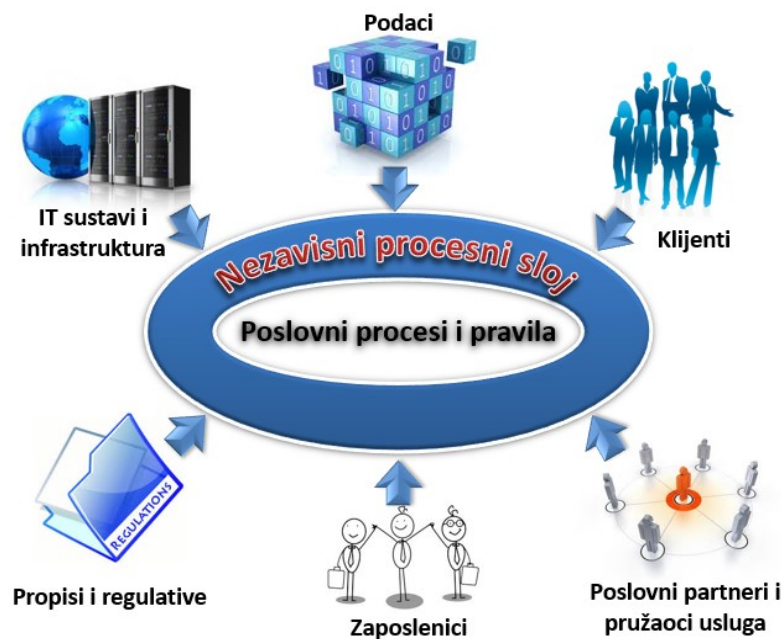 Podaci
IT sustavi i
infrastruktura
Klijenti
Nezavisni procesni sloj
Poslovni procesi i pravila
REGULATIONS
Propisi i regulative
Zaposlenici
Poslovni partneri i
pružaoci usluga